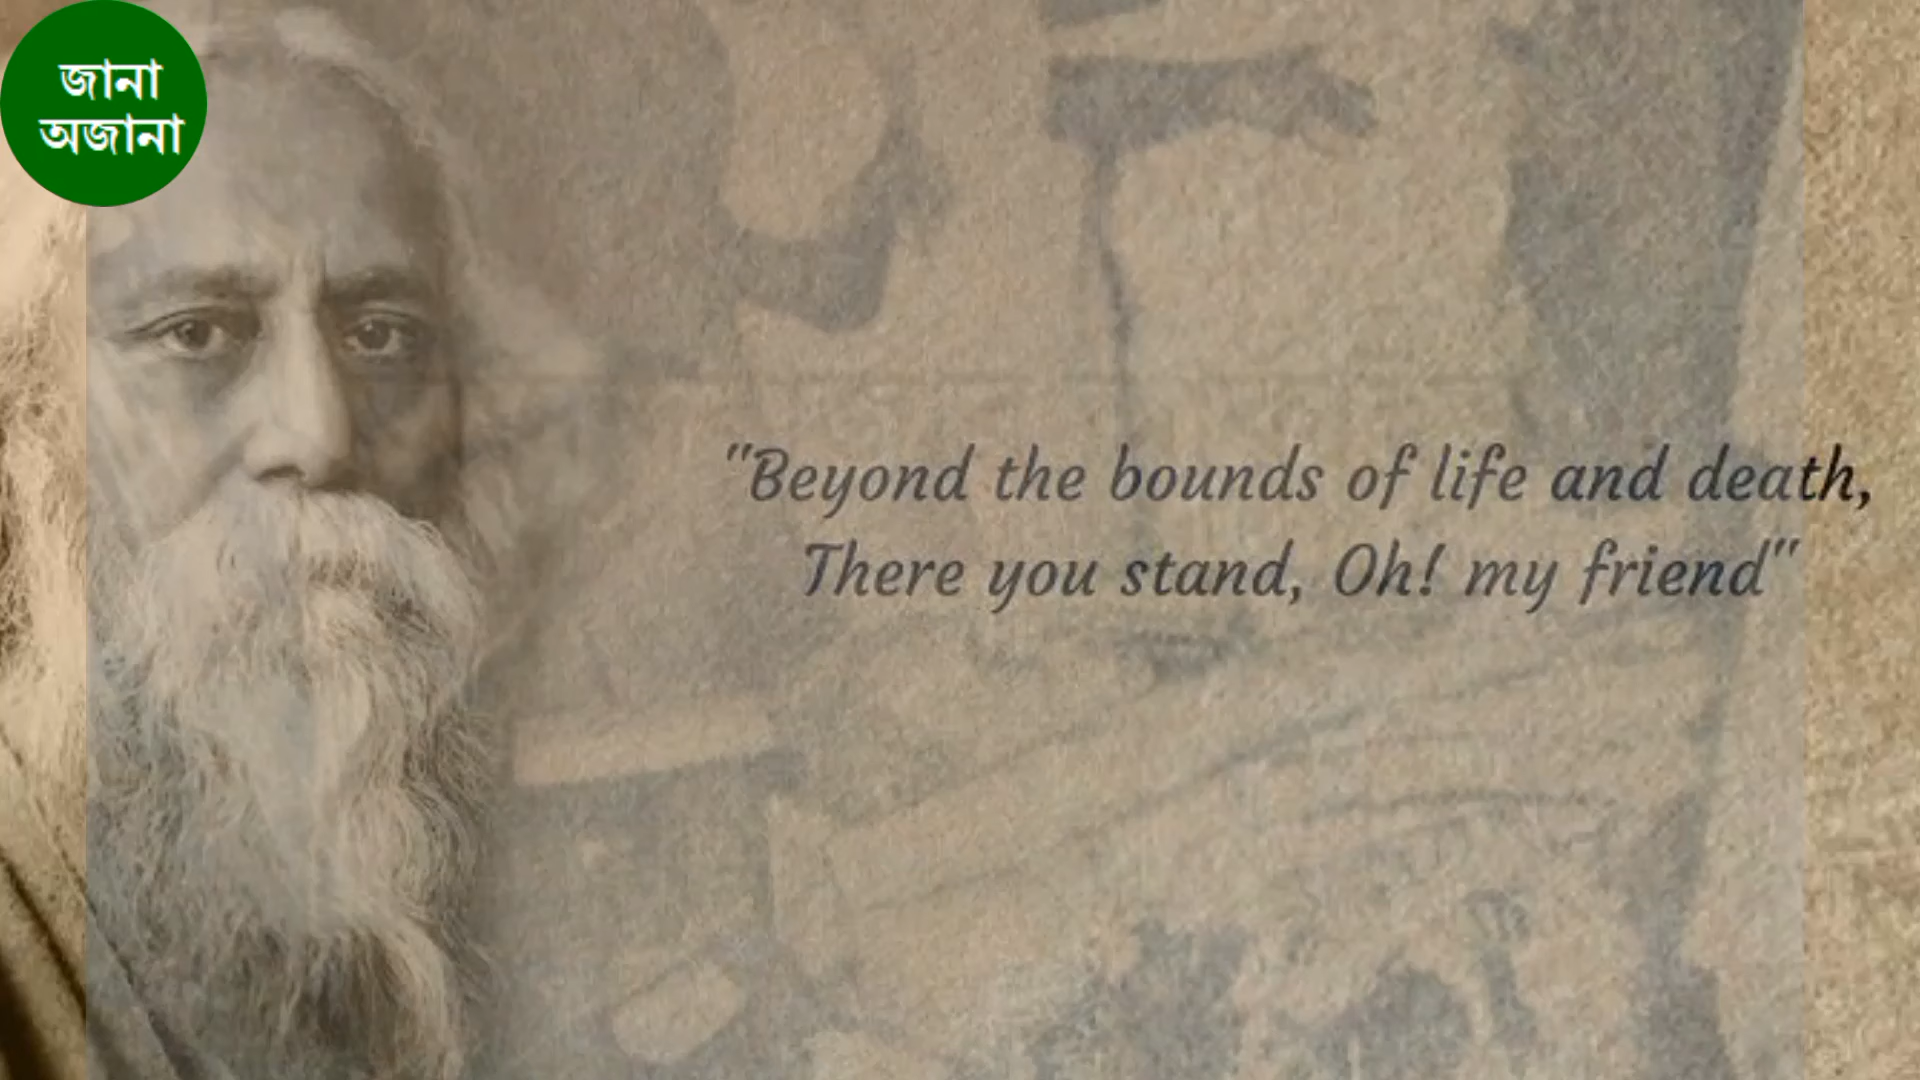 জানা
অজানা
"Beyond the bounds of life and death,
There you stand, Oh! my friend"